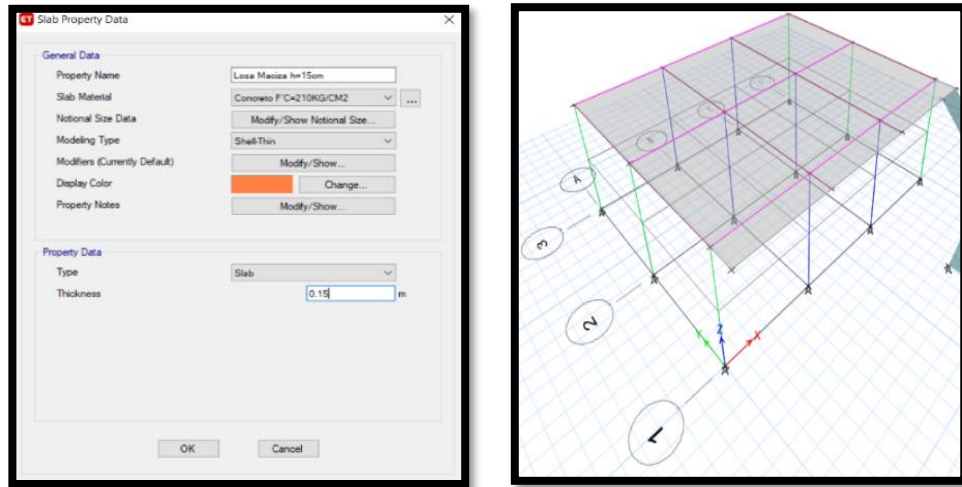 ET Slab Property Data
General Data
Property Name Losa Maciza h=15cm
Slab Material Concreto F'C=210KG/CM2 ...
Notional Size Data Modify/Show Notional Size...
Modeling Type Shell-Thin
Modifiers (Currently Default) Modify/Show...
Display Color Change...
Property Notes Modify/Show...
Property Data
Type Slab
Thickness 0.15 m
OK Cancel
A
B
3
2
1
Y Z X